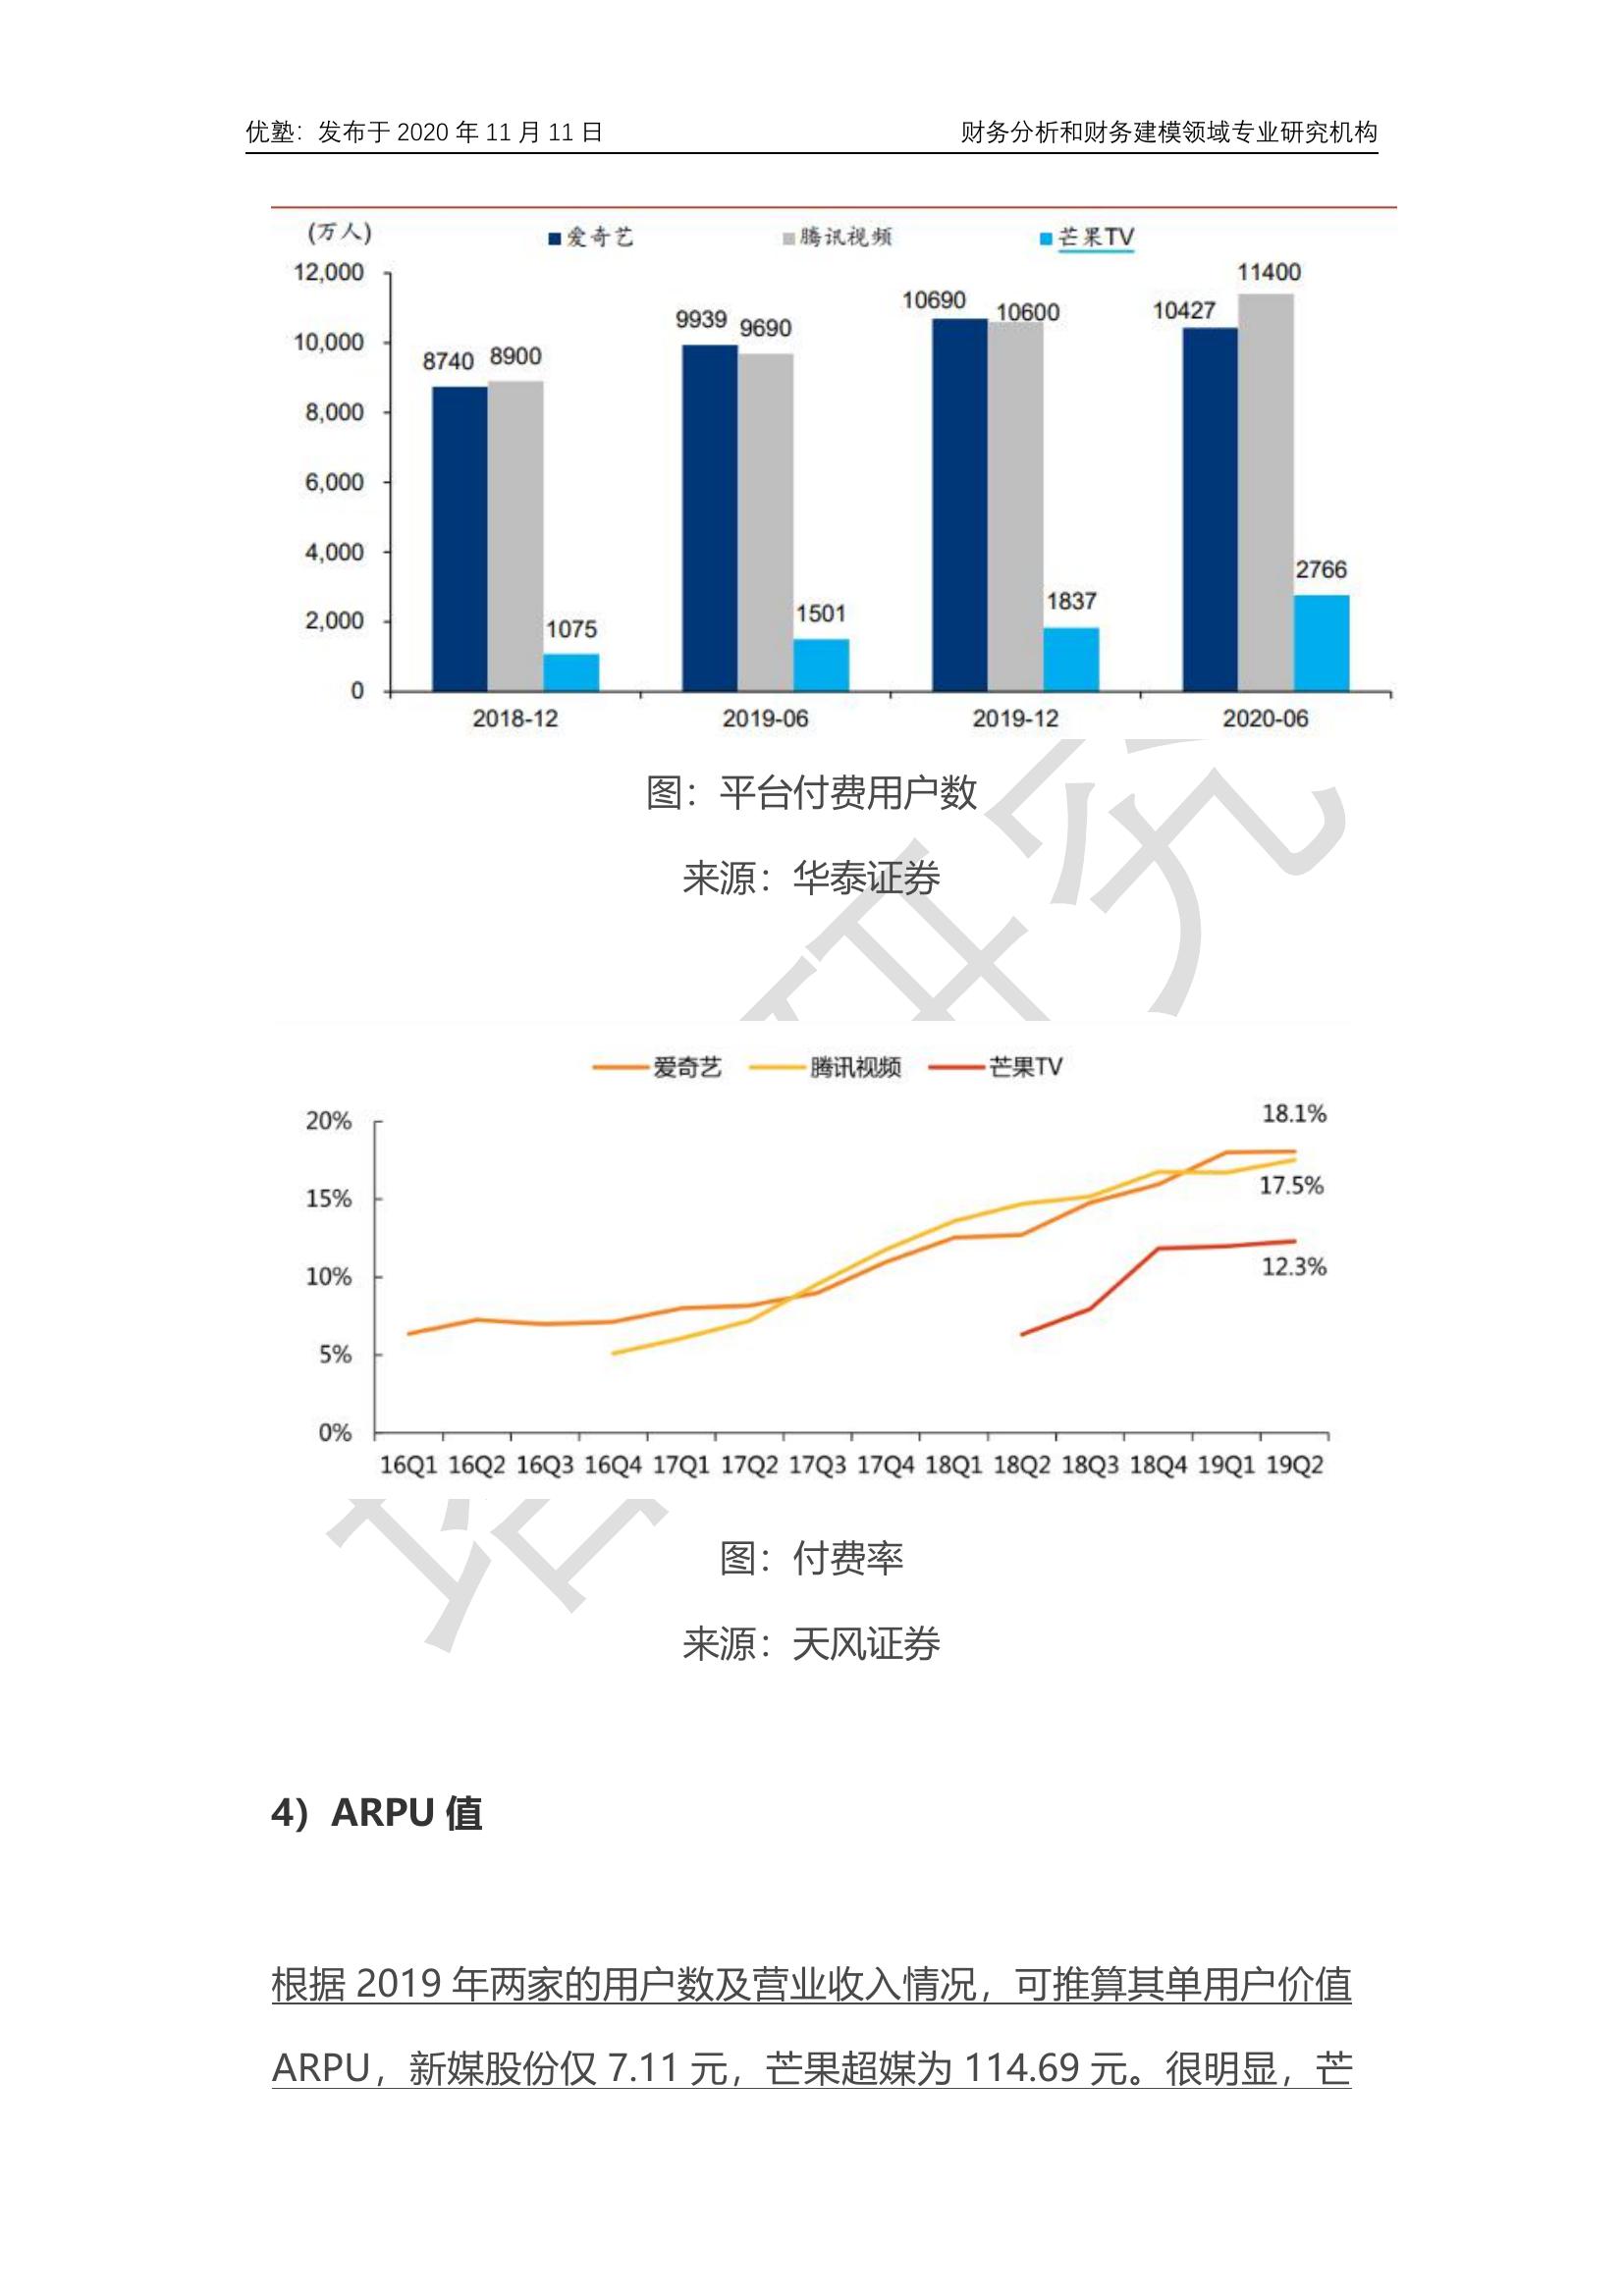 优塾：发布于 2020 年 11 月 11 日 财务分析和财务建模领域专业研究机构
(万人) 爱奇艺 腾讯视频 芒果TV
12,000
10,000
8,000
6,000
4,000
2,000
0
8740 8900 1075
9939 9690 1501
10690 10600 1837
10427 11400 2766
2018-12 2019-06 2019-12 2020-06
图：平台付费用户数
来源：华泰证券
爱奇艺 腾讯视频 芒果TV
20%
15%
10%
5%
0%
18.1%
17.5%
12.3%
16Q1 16Q2 16Q3 16Q4 17Q1 17Q2 17Q3 17Q4 18Q1 18Q2 18Q3 18Q4 19Q1 19Q2
图：付费率
来源：天风证券
4）ARPU 值
根据 2019 年两家的用户数及营业收入情况，可推算其单用户价值
ARPU，新媒股份仅 7.11 元，芒果超媒为 114.69 元。很明显，芒